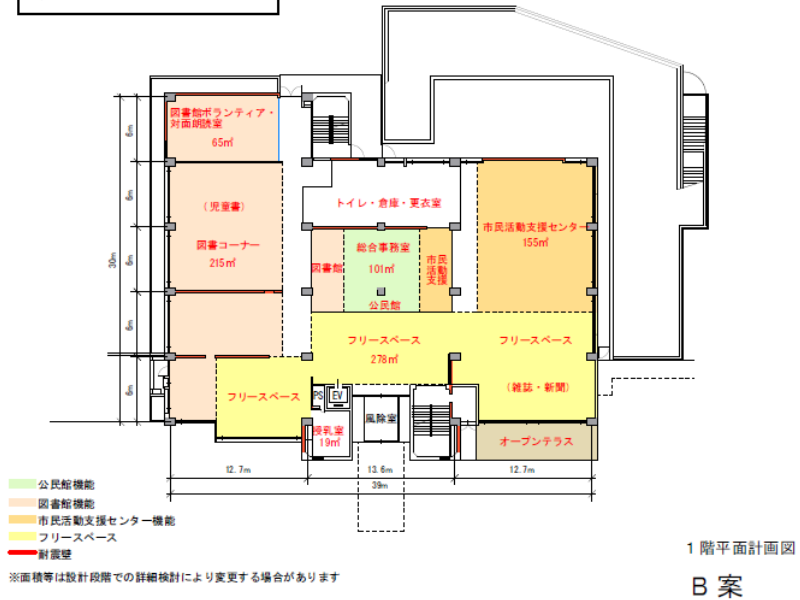 図書館ボランティア・
対面朗読室
65㎡
6m
6m
6m
6m
6m
30m
(児童書)
図書コーナー
215㎡
トイレ・倉庫・更衣室
市民活動支援センター
155㎡
図書館
総合事務室
101㎡
公民館
市民
活動
支援
フリースペース
278㎡
フリースペース
(雑誌・新聞)
フリースペース
PS
EV
授乳室
19㎡
風除室
オープンテラス
12.7m
13.6m
12.7m
39m
公民館機能
図書館機能
市民活動支援センター機能
フリースペース
耐震壁
※面積等は設計段階での詳細検討により変更する場合があります
1階平面計画図
B 案